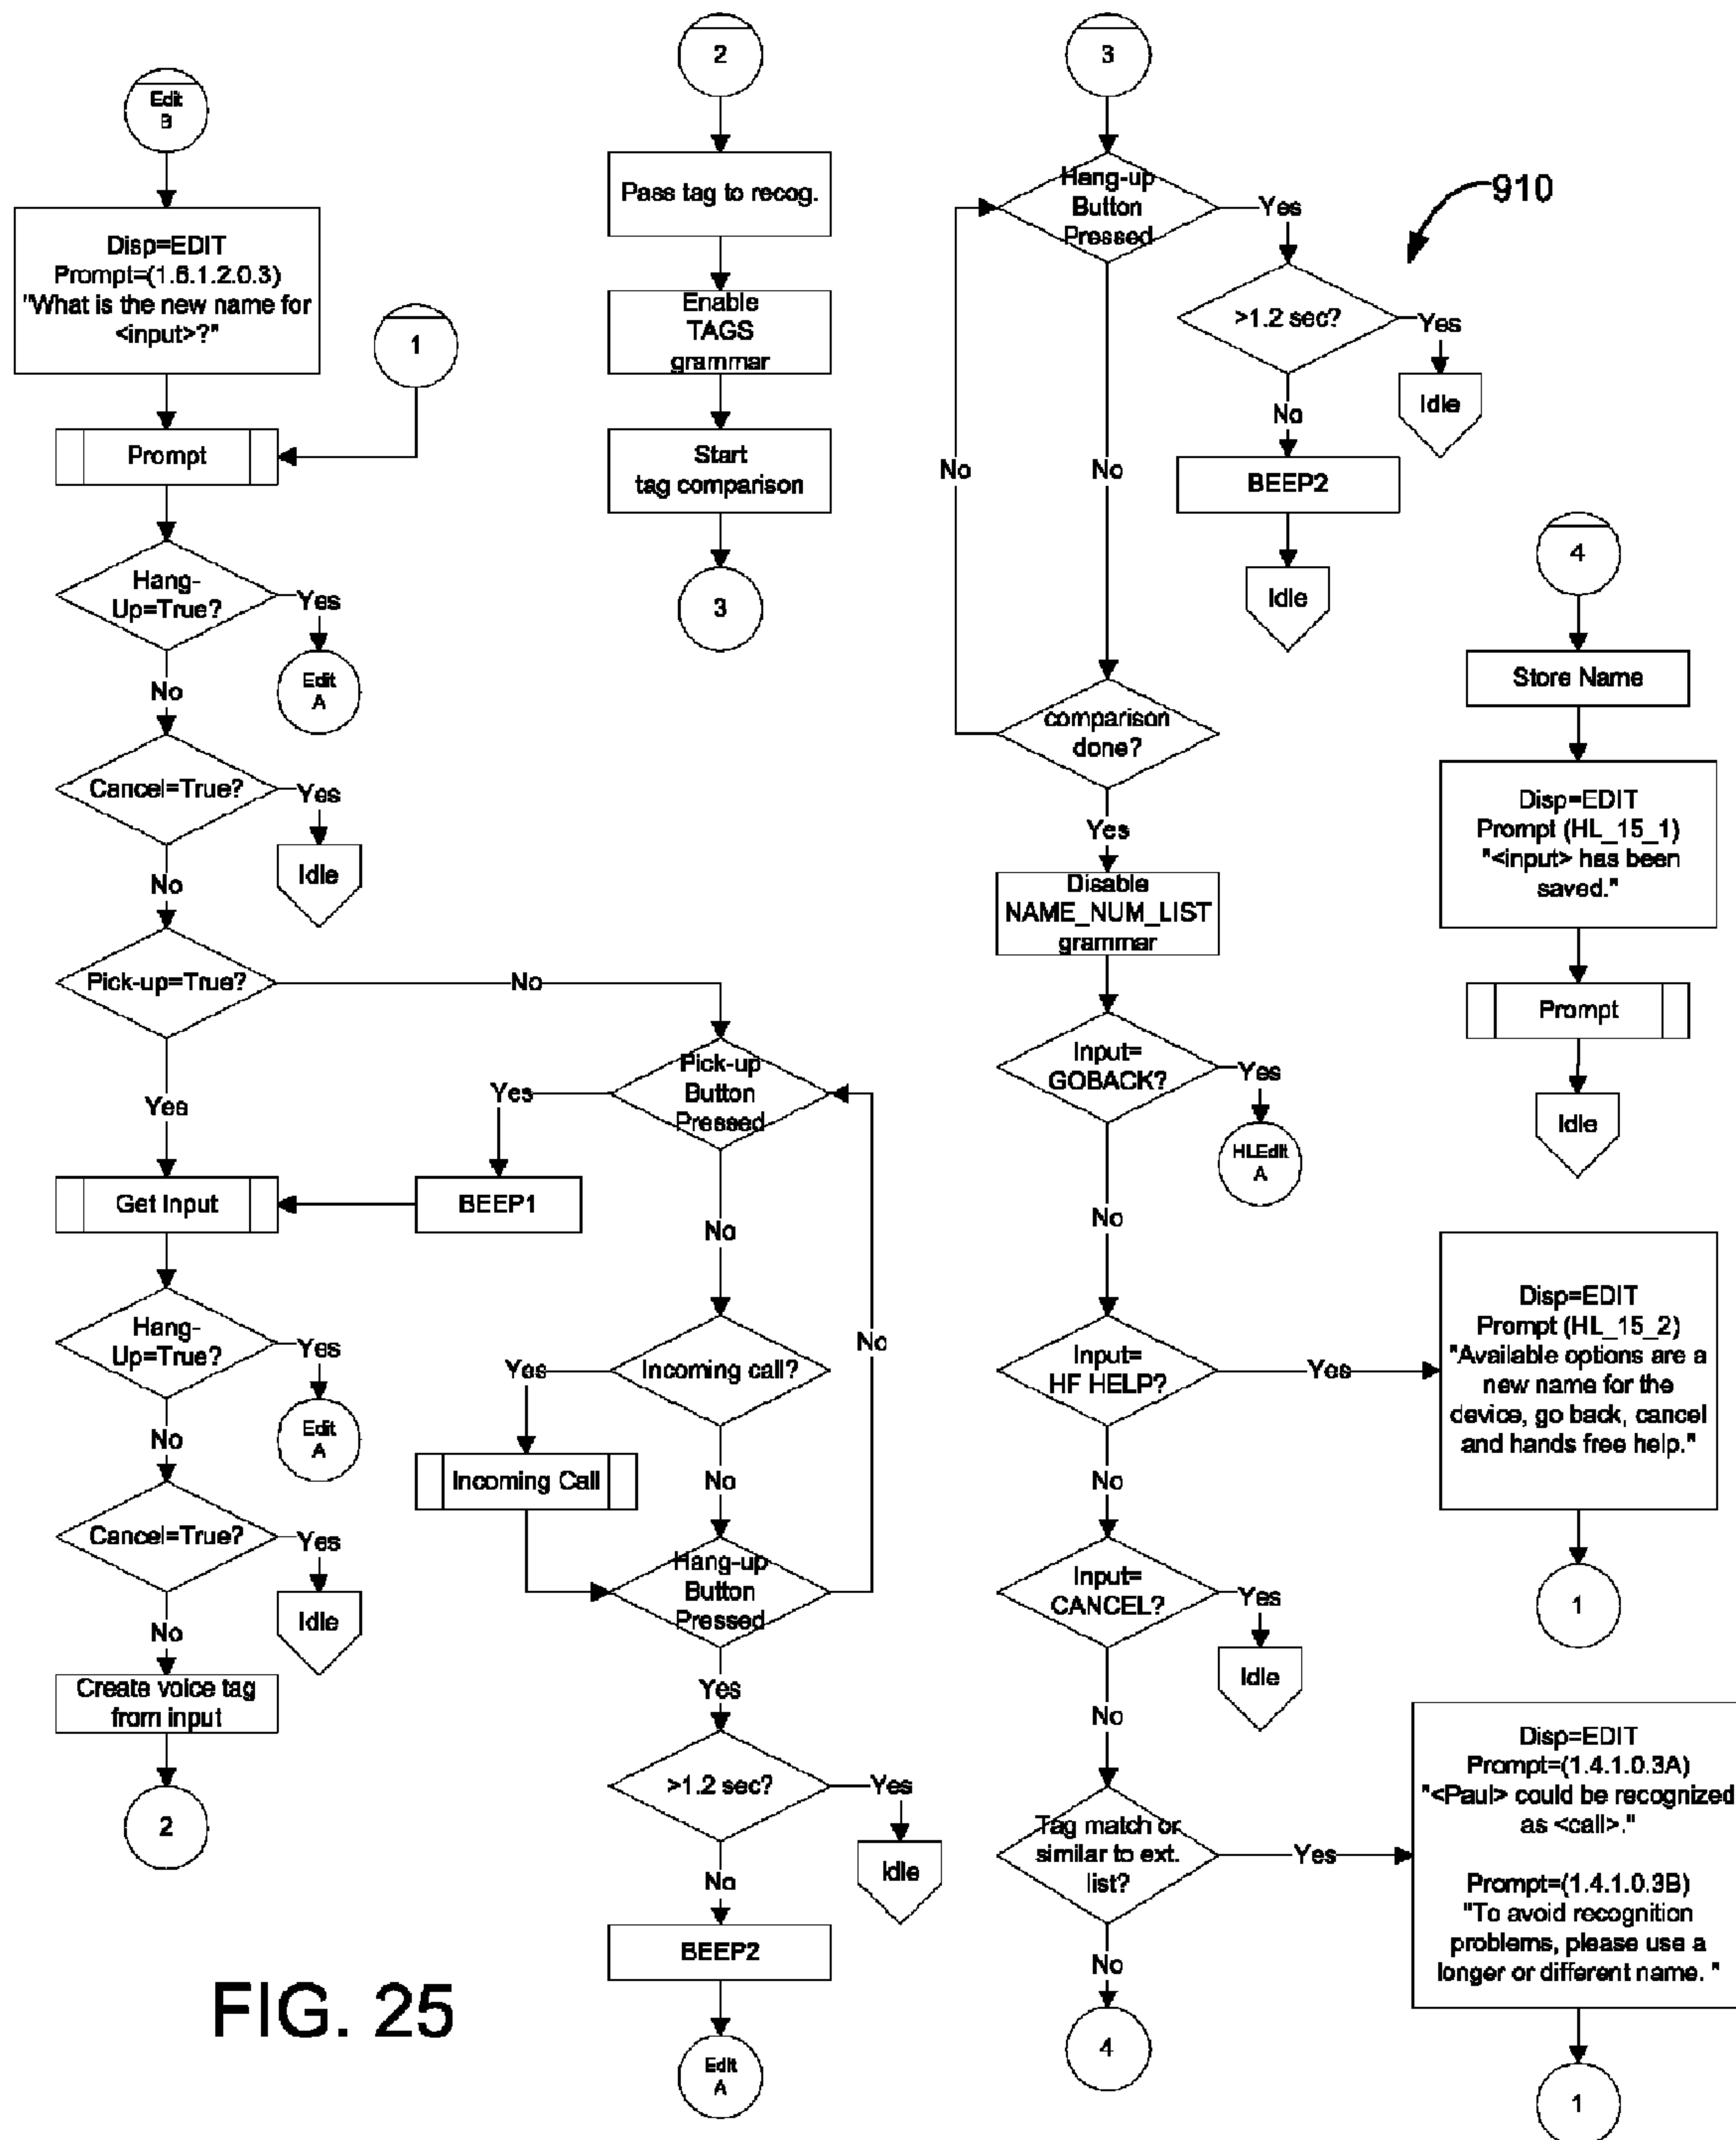 Edit
B
Disp=EDIT
Prompt=(1.6.1.2.0.3)
"What is the new name for
<input>?"
1
Prompt
Hang-
Up=True?
Yes
Edit
A
No
Cancel=True?
Yes
Idle
No
Pick-up=True?
No
Yes
Get Input
Hang-
Up=True?
Yes
Edit
A
No
Cancel=True?
Yes
Idle
No
Create voice tag
from input
2
2
Pass tag to recog.
Enable
TAGS
grammar
Start
tag comparison
3
Pick-up
Button
Pressed
Yes
BEEP1
No
No
Incoming call?
Yes
Incoming Call
No
Hang-up
Button
Pressed
Yes
>1.2 sec?
Yes
Idle
No
BEEP2
Edit
A
3
Hang-up
Button
Pressed
Yes
910
>1.2 sec?
Yes
Idle
No
BEEP2
Idle
No
No
comparison
done?
Yes
Disable
NAME_NUM_LIST
grammar
Input=
GOBACK?
Yes
HLEdit
A
No
Input=
HF HELP?
Yes
Disp=EDIT
Prompt (HL_15_2)
"Available options are a
new name for the
device, go back, cancel
and hands free help."
1
No
Input=
CANCEL?
Yes
Idle
No
Tag match or
similar to ext.
list?
Yes
Disp=EDIT
Prompt=(1.4.1.0.3A)
"<Paul> could be recognized
as <call>."
Prompt=(1.4.1.0.3B)
"To avoid recognition
problems, please use a
longer or different name. "
1
No
4
4
Store Name
Disp=EDIT
Prompt (HL_15_1)
"<input> has been
saved."
Prompt
Idle
FIG. 25